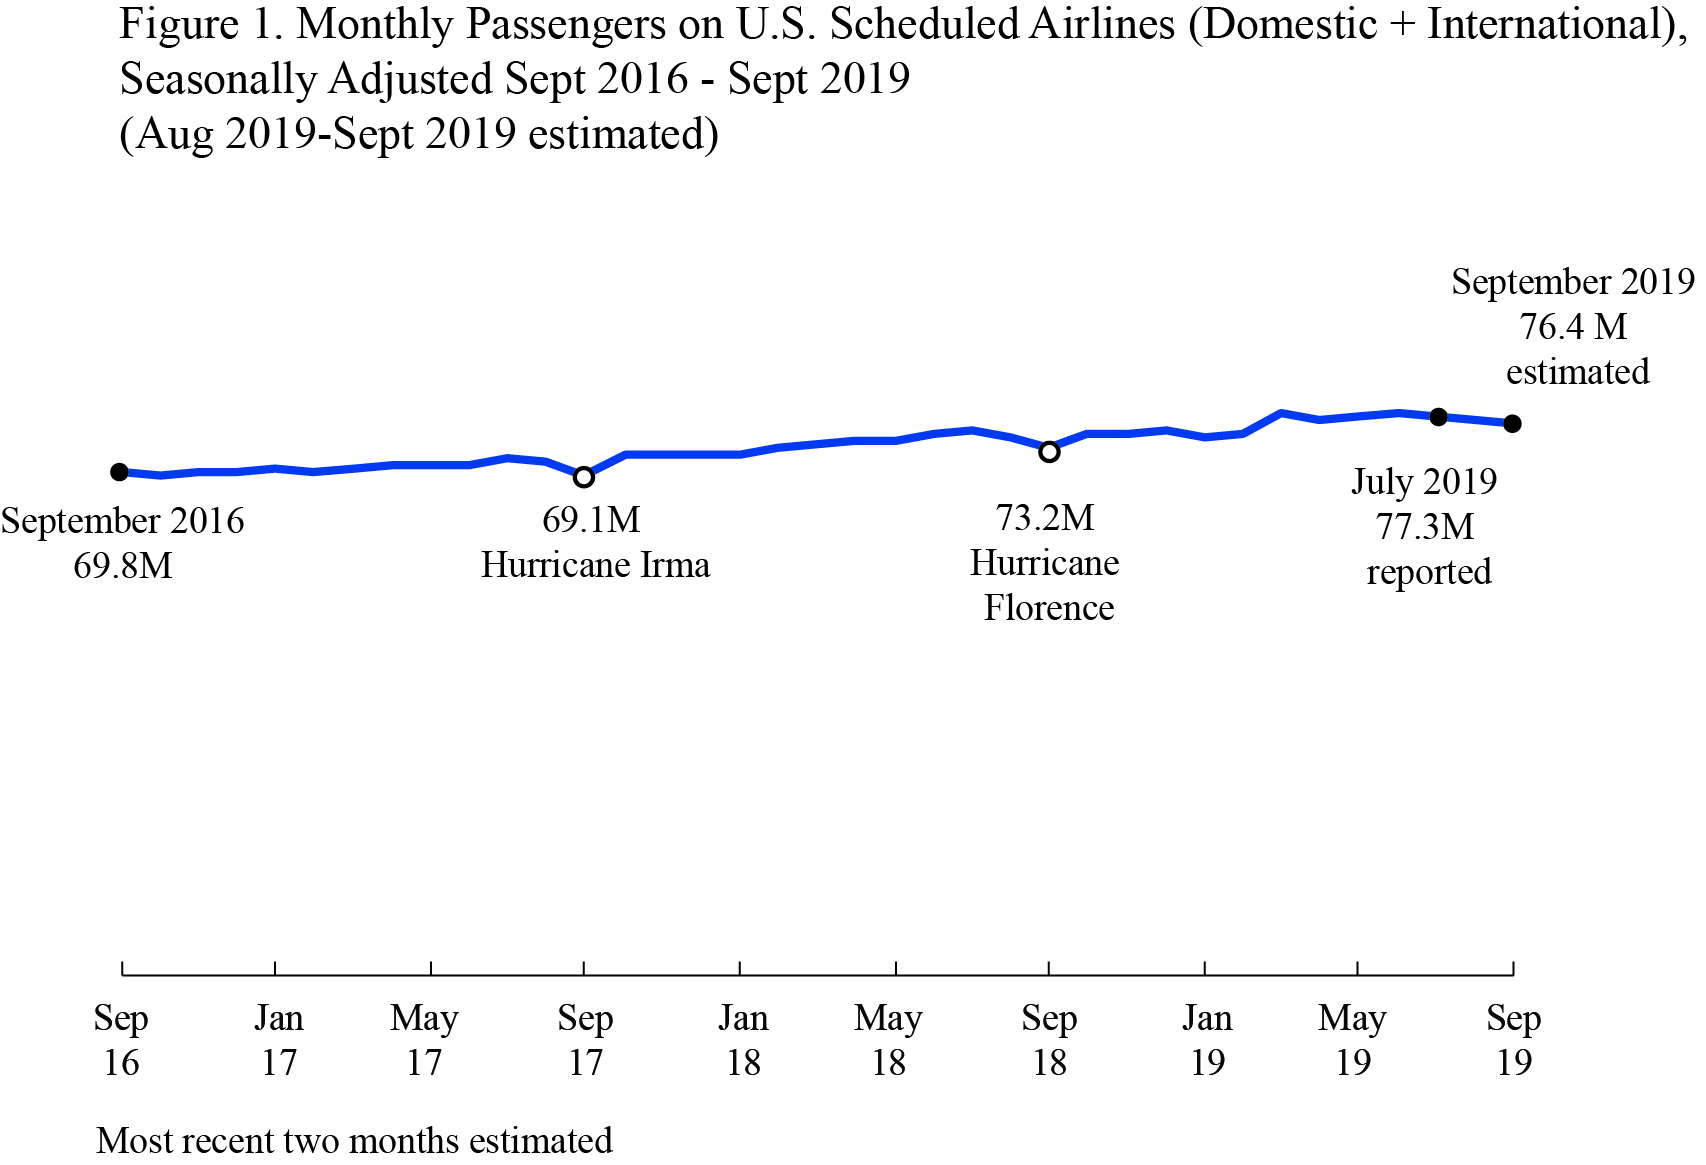 Figure 1. Monthly Passengers on U.S. Scheduled Airlines (Domestic + International),
Seasonally Adjusted Sept 2016 - Sept 2019
(Aug 2019-Sept 2019 estimated)
September 2019
76.4 M
estimated
September 2016
69.8M
69.1M
Hurricane Irma
73.2M
Hurricane
Florence
July 2019
77.3M
reported
Sep
16
Jan
17
May
17
Sep
17
Jan
18
May
18
Sep
18
Jan
19
May
19
Sep
19
Most recent two months estimated